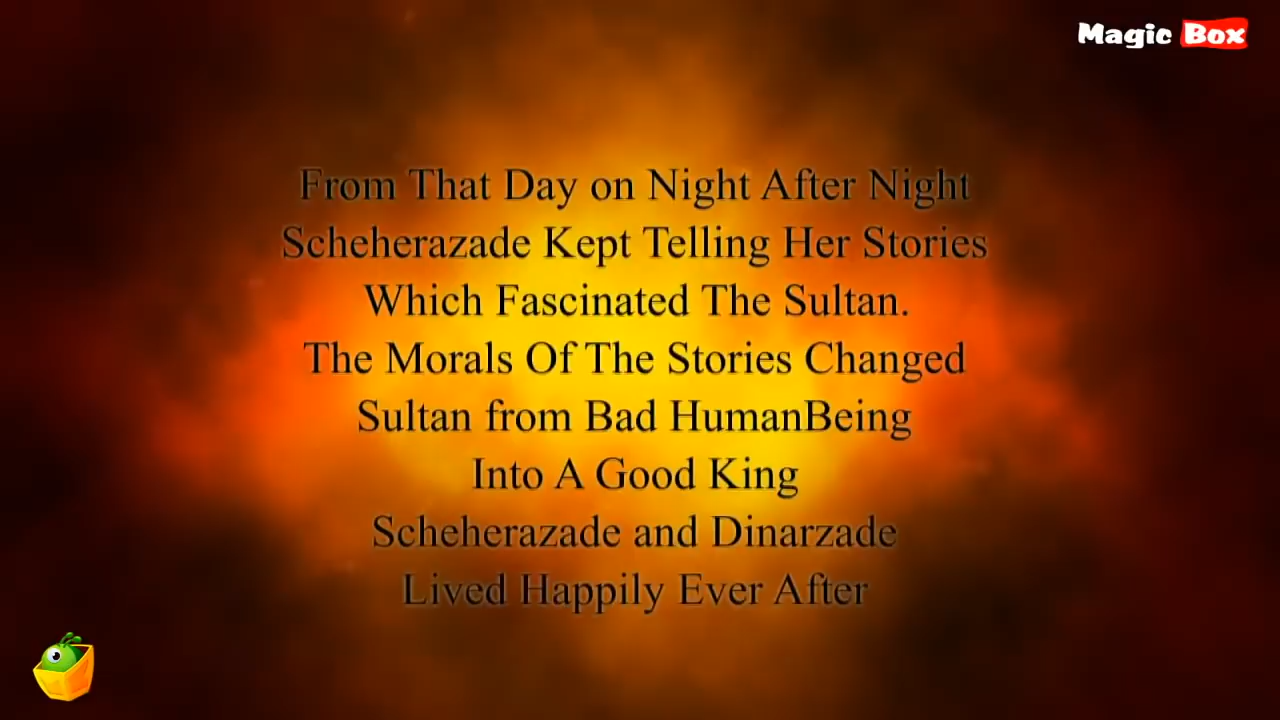 Magic Box
From That Day on Night After Night
Scheherazade Kept Telling Her Stories
Which Fascinated The Sultan.
The Morals Of The Stories Changed
Sultan from Bad HumanBeing
Into A Good King
Scheherazade and Dinarzade
Lived Happily Ever After